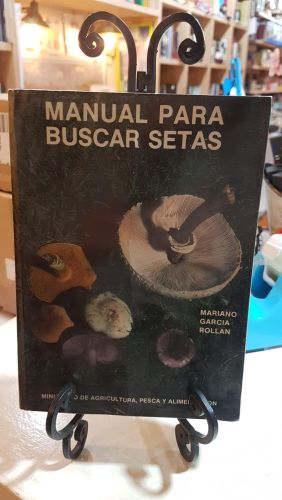 MANUAL PARA
BUSCAR SETAS
MARIANO
GARCIA
ROLLAN
DE AGRICULTURA, PESCA Y